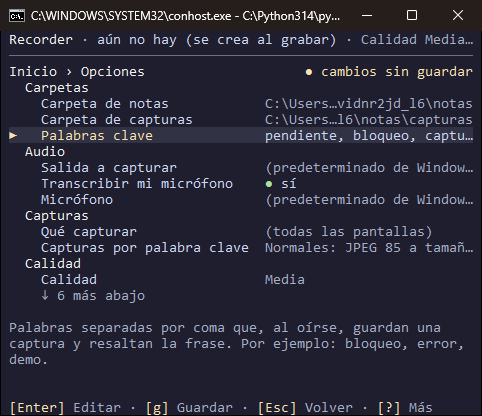 C:\WINDOWS\SYSTEM32\conhost.exe - C:\Python314\py…
Recorder · aún no hay (se crea al grabar) · Calidad Media…
Inicio › Opciones ● cambios sin guardar
Carpetas
Carpeta de notas C:\Users…vidnr2jd_l6\notas
Carpeta de capturas C:\Users…l6\notas\capturas
► Palabras clave pendiente, bloqueo, captu…
Audio
Salida a capturar (predeterminado de Window…
Transcribir mi micrófono ● sí
Micrófono (predeterminado de Window…
Capturas
Qué capturar (todas las pantallas)
Capturas por palabra clave Normales: JPEG 85 a tamañ…
Calidad
Calidad Media
↓ 6 más abajo
Palabras separadas por coma que, al oírse, guardan una
captura y resaltan la frase. Por ejemplo: bloqueo, error,
demo.
[Enter] Editar · [g] Guardar · [Esc] Volver · [?] Más